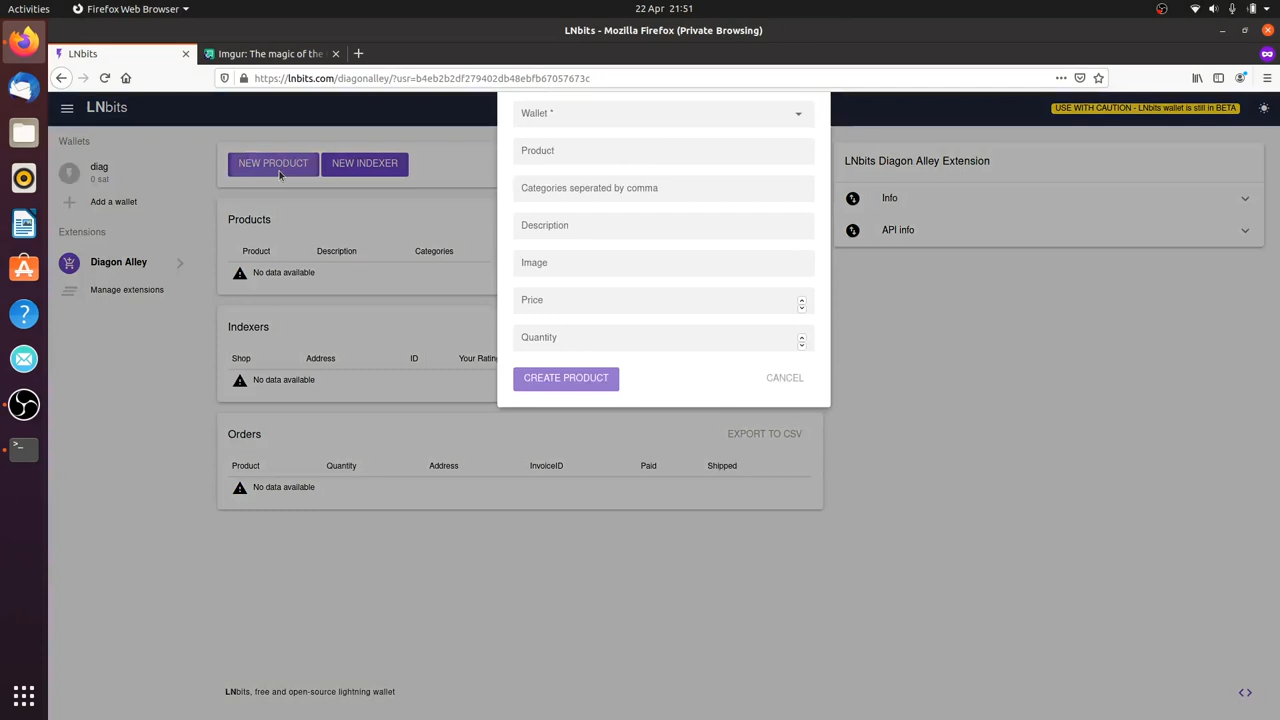 Activities
Firefox Web Browser
22 Apr 21:51
LNbits - Mozilla Firefox (Private Browsing)
LNbits
Imgur: The magic of the
https://lnbits.com/diagonalley/?usr=b4eb2b2df279402db48ebfb67057673c
LNbits
USE WITH CAUTION - LNbits wallet is still in BETA
Wallets
diag
0 sat
Add a wallet
Extensions
Diagon Alley
Manage extensions
NEW PRODUCT
NEW INDEXER
Products
Product Description Categories
No data available
Indexers
Shop Address ID Your Rating
No data available
Orders
EXPORT TO CSV
Product Quantity Address InvoiceID Paid Shipped
No data available
Wallet *
Product
Categories seperated by comma
Description
Image
Price
Quantity
CREATE PRODUCT
CANCEL
LNbits Diagon Alley Extension
Info
API info
LNbits, free and open-source lightning wallet